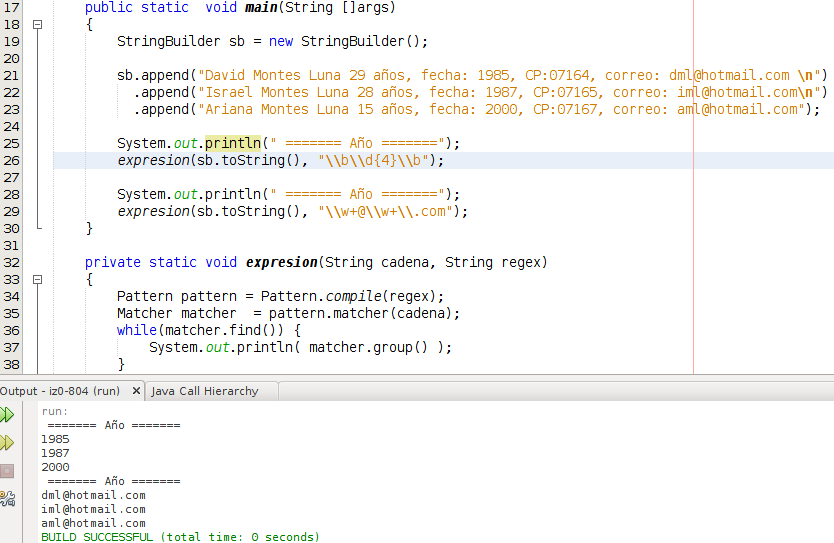 17 public static  void main(String []args)
18 {
19 StringBuilder sb = new StringBuilder();
20
21 sb.append("David Montes Luna 29 años, fecha: 1985, CP:07164, correo: dml@hotmail.com \n")
22 .append("Israel Montes Luna 28 años, fecha: 1987, CP:07165, correo: iml@hotmail.com\n")
23 .append("Ariana Montes Luna 15 años, fecha: 2000, CP:07167, correo: aml@hotmail.com");
24
25 System.out.println(" ======= Año =======");
26 expresion(sb.toString(), "\\b\\d{4}\\b");
27
28 System.out.println(" ======= Año =======");
29 expresion(sb.toString(), "\\w+@\\w+\\.com");
30 }
31
32 private static void expresion(String cadena, String regex)
33 {
34 Pattern pattern = Pattern.compile(regex);
35 Matcher matcher  = pattern.matcher(cadena);
36 while(matcher.find()) {
37 System.out.println( matcher.group() );
38 }
Output - iz0-804 (run) × Java Call Hierarchy
run:
======= Año =======
1985
1987
2000
======= Año =======
dml@hotmail.com
iml@hotmail.com
aml@hotmail.com
BUILD SUCCESSFUL (total time: 0 seconds)